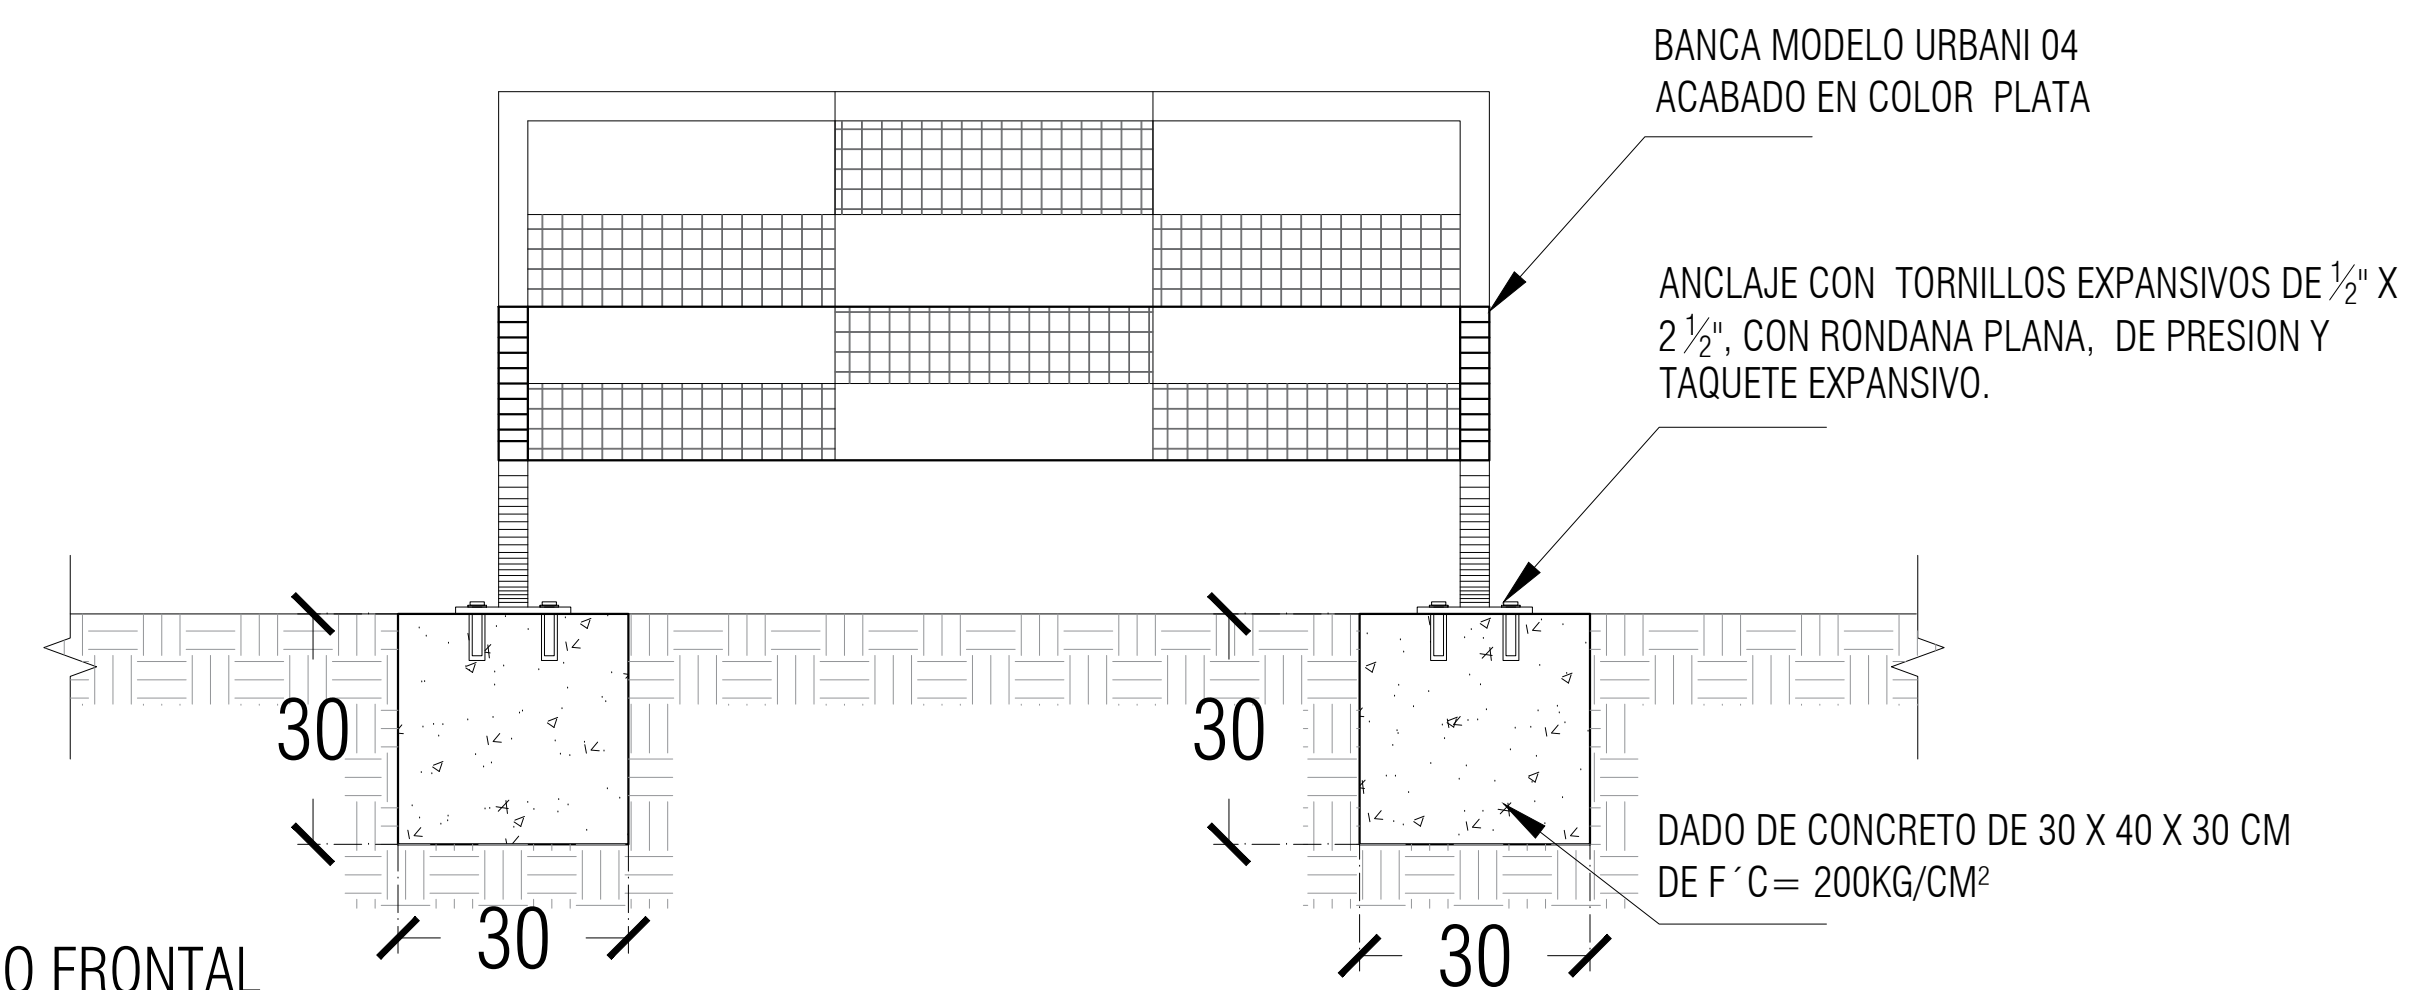 BANCA MODELO URBANI 04
ACABADO EN COLOR PLATA
ANCLAJE CON TORNILLOS EXPANSIVOS DE ½" X
2 ½", CON RONDANA PLANA, DE PRESION Y
TAQUETE EXPANSIVO.
30
30
DADO DE CONCRETO DE 30 X 40 X 30 CM
DE F´C= 200KG/CM²
30
30
O FRONTAL